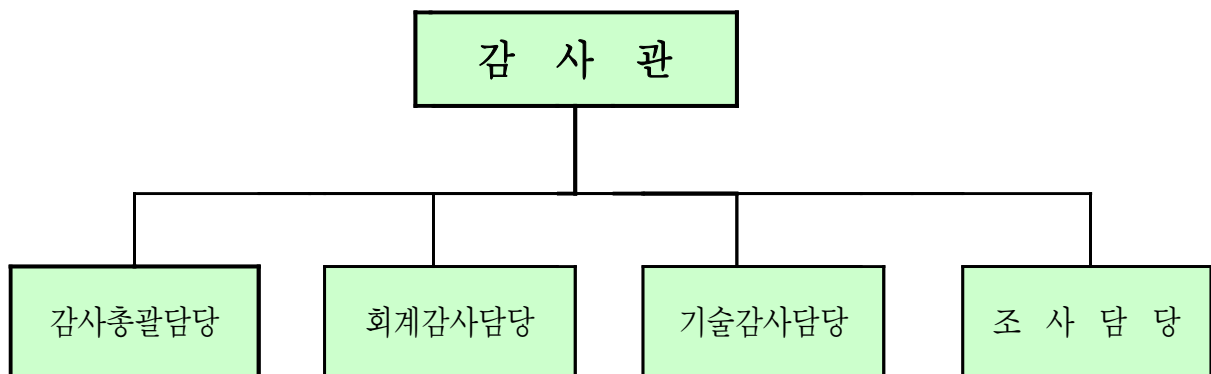 감 사 관
감사총괄담당
회계감사담당
기술감사담당
조 사 담 당